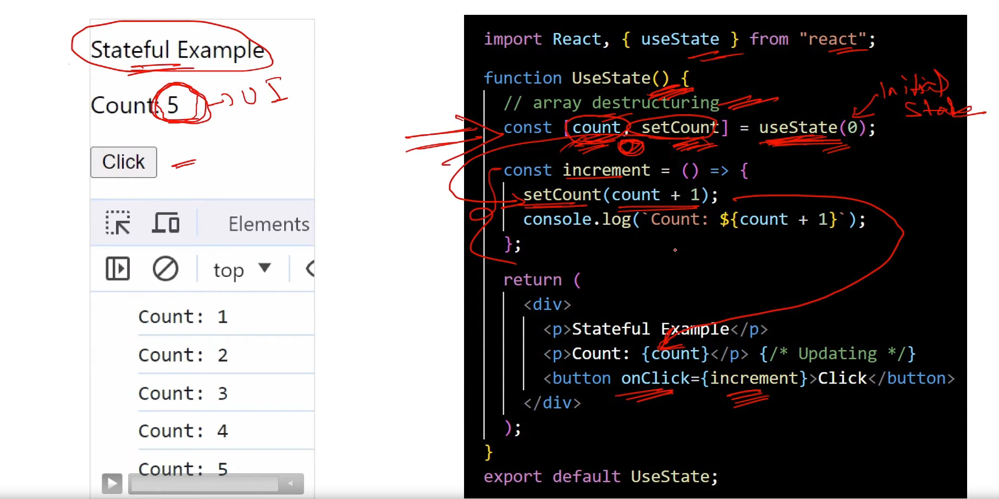 Stateful Example
Count: 5
UI
Click
Elements
top
Count: 1
Count: 2
Count: 3
Count: 4
Count: 5
import React, { useState } from "react";
function UseState() {
// array destructuring
Initial
State
const [count, setCount] = useState(0);
const increment = () => {
setCount(count + 1);
console.log(`Count: ${count + 1}`);
};
return (
<div>
<p>Stateful Example</p>
<p>Count: {count}</p> {/* Updating */}
<button onClick={increment}>Click</button>
</div>
);
}
export default UseState;